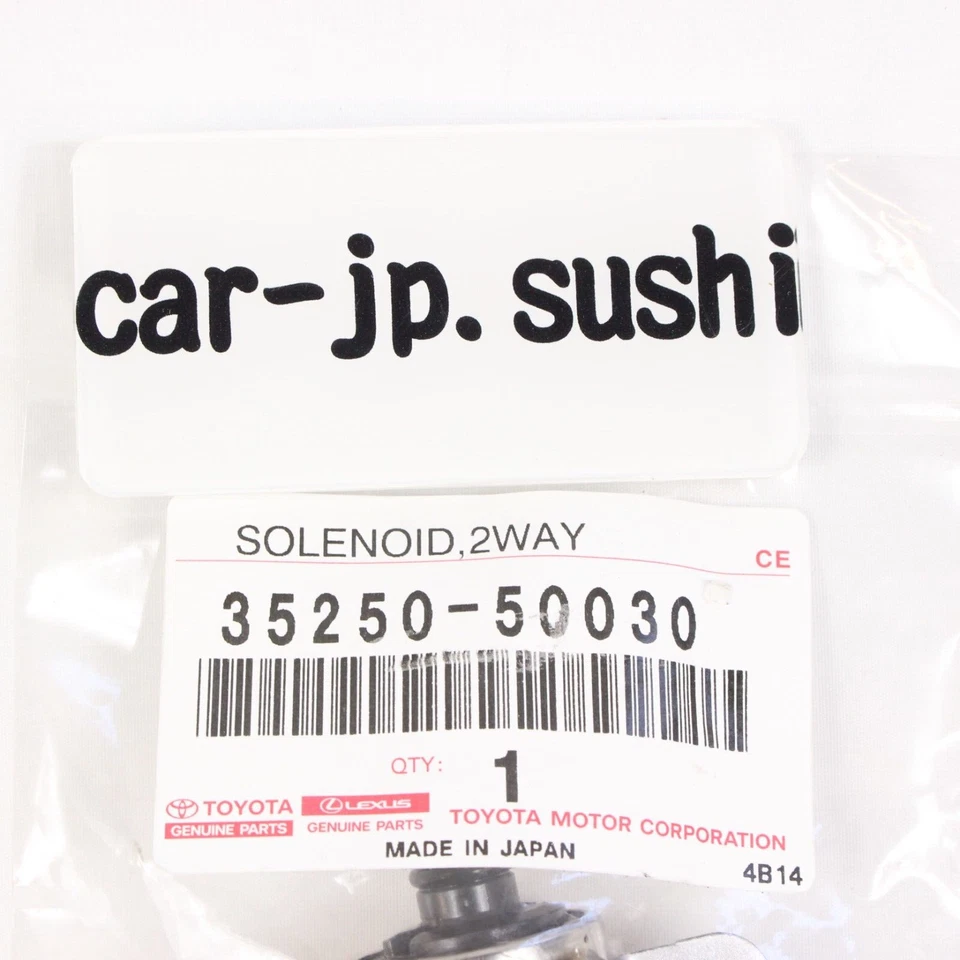 car-jp.sushi
SOLENOID,2WAY
CE
35250-50030
QTY: 1
TOYOTA LEXUS
GENUINE PARTS GENUINE PARTS TOYOTA MOTOR CORPORATION
MADE IN JAPAN
4B14